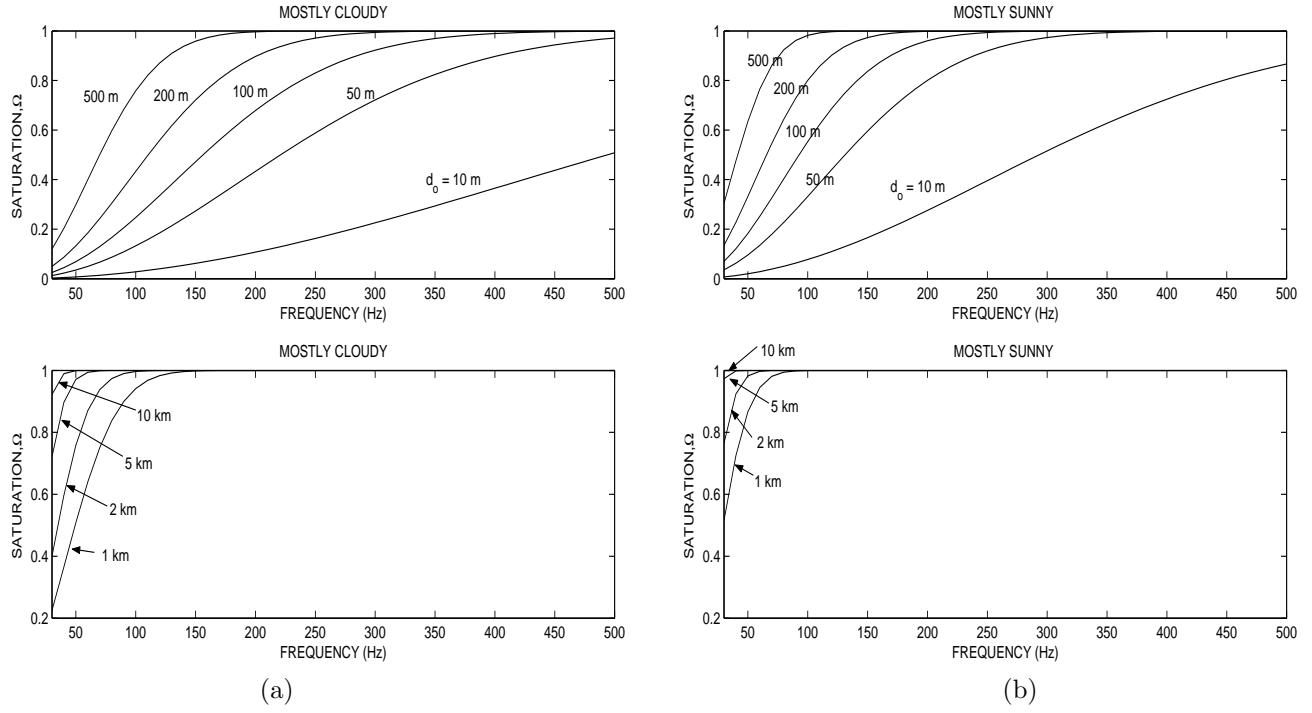 MOSTLY CLOUDY
SATURATION,Ω
1
0.8
0.6
0.4
0.2
0
500 m
200 m
100 m
50 m
d_o = 10 m
50 100 150 200 250 300 350 400 450 500
FREQUENCY (Hz)
MOSTLY SUNNY
SATURATION,Ω
1
0.8
0.6
0.4
0.2
0
500 m
200 m
100 m
50 m
d_o = 10 m
50 100 150 200 250 300 350 400 450 500
FREQUENCY (Hz)
MOSTLY CLOUDY
SATURATION,Ω
1
0.8
0.6
0.4
0.2
10 km
5 km
2 km
1 km
50 100 150 200 250 300 350 400 450 500
FREQUENCY (Hz)
(a)
MOSTLY SUNNY
SATURATION,Ω
1
0.8
0.6
0.4
0.2
10 km
5 km
2 km
1 km
50 100 150 200 250 300 350 400 450 500
FREQUENCY (Hz)
(b)